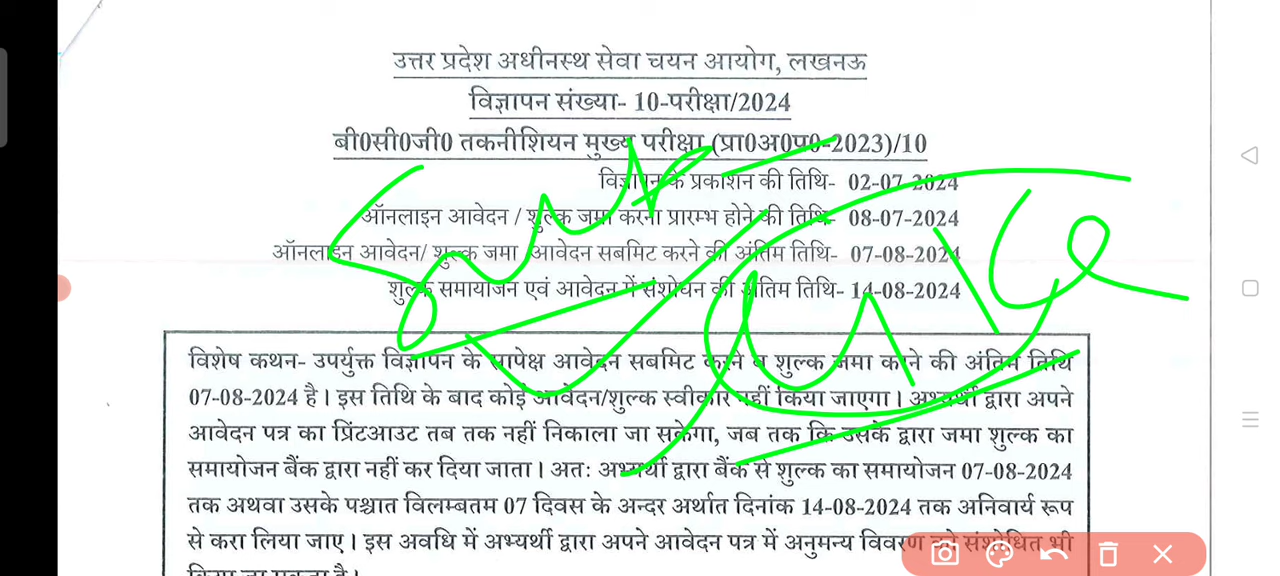 उत्तर प्रदेश अधीनस्थ सेवा चयन आयोग, लखनऊ
विज्ञापन संख्या- 10-परीक्षा/2024
बी0सी0जी0 तकनीशियन मुख्य परीक्षा (प्रा0अ0प0-2023)/10
विज्ञापन के प्रकाशन की तिथि- 02-07-2024
ऑनलाइन आवेदन / शुल्क जमा करना प्रारम्भ होने की तिथि- 08-07-2024
ऑनलाइन आवेदन/ शुल्क जमा आवेदन सबमिट करने की अंतिम तिथि- 07-08-2024
शुल्क समायोजन एवं आवेदन में संशोधन की अंतिम तिथि- 14-08-2024
विशेष कथन- उपर्युक्त विज्ञापन के सापेक्ष आवेदन सबमिट करने व शुल्क जमा करने की अंतिम तिथि
07-08-2024 है। इस तिथि के बाद कोई आवेदन/शुल्क स्वीकार नहीं किया जाएगा। अभ्यर्थी द्वारा अपने
आवेदन पत्र का प्रिंटआउट तब तक नहीं निकाला जा सकेगा, जब तक कि उसके द्वारा जमा शुल्क का
समायोजन बैंक द्वारा नहीं कर दिया जाता। अतः अभ्यर्थी द्वारा बैंक से शुल्क का समायोजन 07-08-2024
तक अथवा उसके पश्चात विलम्बतम 07 दिवस के अन्दर अर्थात दिनांक 14-08-2024 तक अनिवार्य रूप
से करा लिया जाए। इस अवधि में अभ्यर्थी द्वारा अपने आवेदन पत्र में अनुमन्य विवरण को संशोधित भी